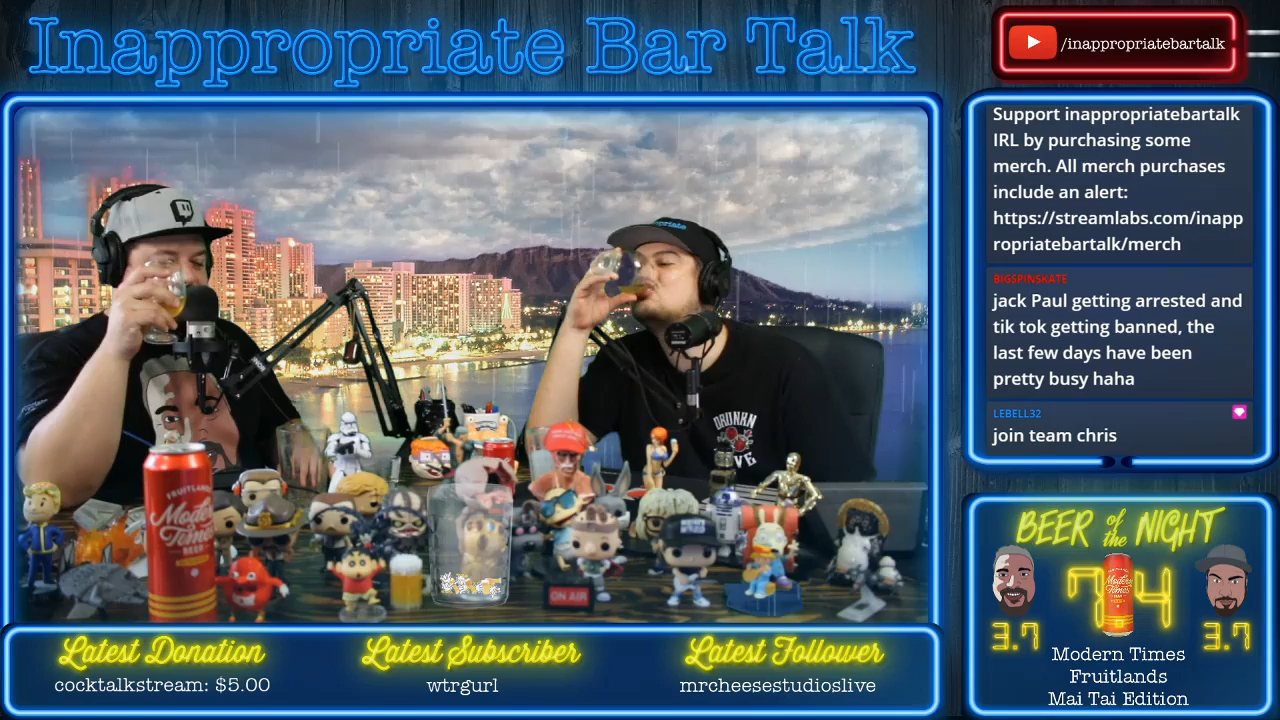 Inappropriate Bar Talk
/inappropriatebartalk
Support inappropriatebartalk
IRL by purchasing some
merch. All merch purchases
include an alert:
https://streamlabs.com/inapp
ropriatebartalk/merch
BIGSPINSKATE
jack Paul getting arrested and
tik tok getting banned, the
last few days have been
pretty busy haha
LEBELL32
join team chris
FRUITLANDS
Modern
Times
BEER
ON AIR
BEER of the NIGHT
7.4
3.7
3.7
Modern Times
Fruitlands
Mai Tai Edition
Latest Donation
cocktalkstream: $5.00
Latest Subscriber
wtrgurl
Latest Follower
mrcheesestudioslive